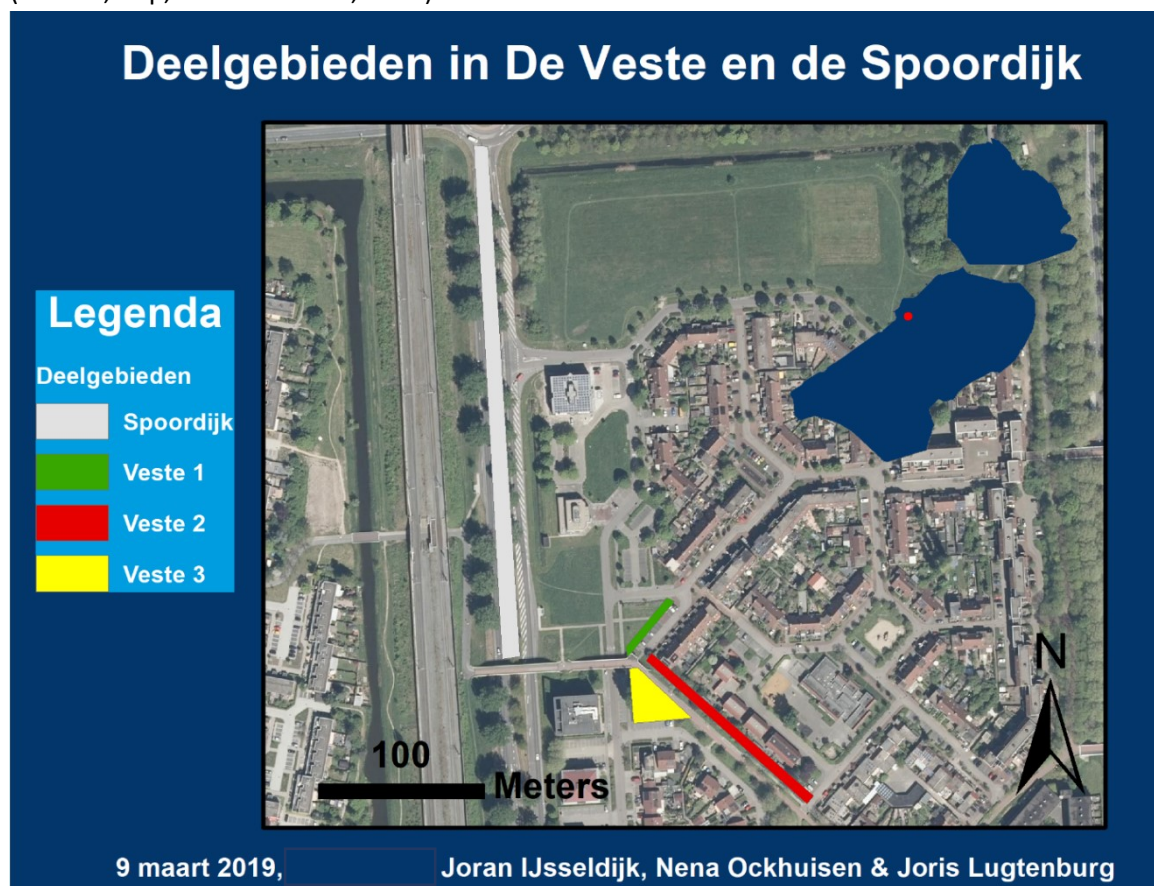 Deelgebieden in De Veste en de Spoordijk
Legenda
Deelgebieden
Spoordijk
Veste 1
Veste 2
Veste 3
N
100
Meters
9 maart 2019, Joran IJsseldijk, Nena Ockhuisen & Joris Lugtenburg